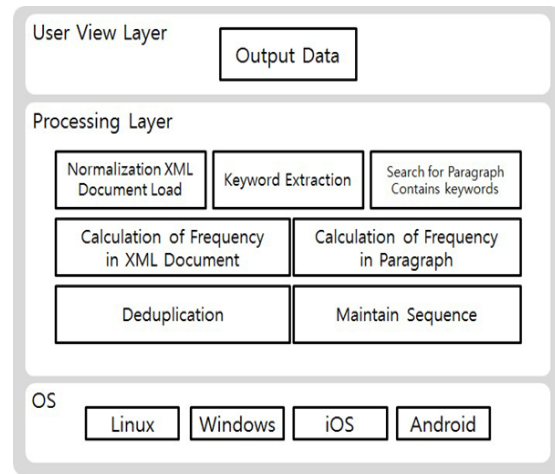 User View Layer
Output Data
Processing Layer
Normalization XML
Document Load
Keyword Extraction
Search for Paragraph
Contains keywords
Calculation of Frequency
in XML Document
Calculation of Frequency
in Paragraph
Deduplication
Maintain Sequence
OS
Linux
Windows
iOS
Android